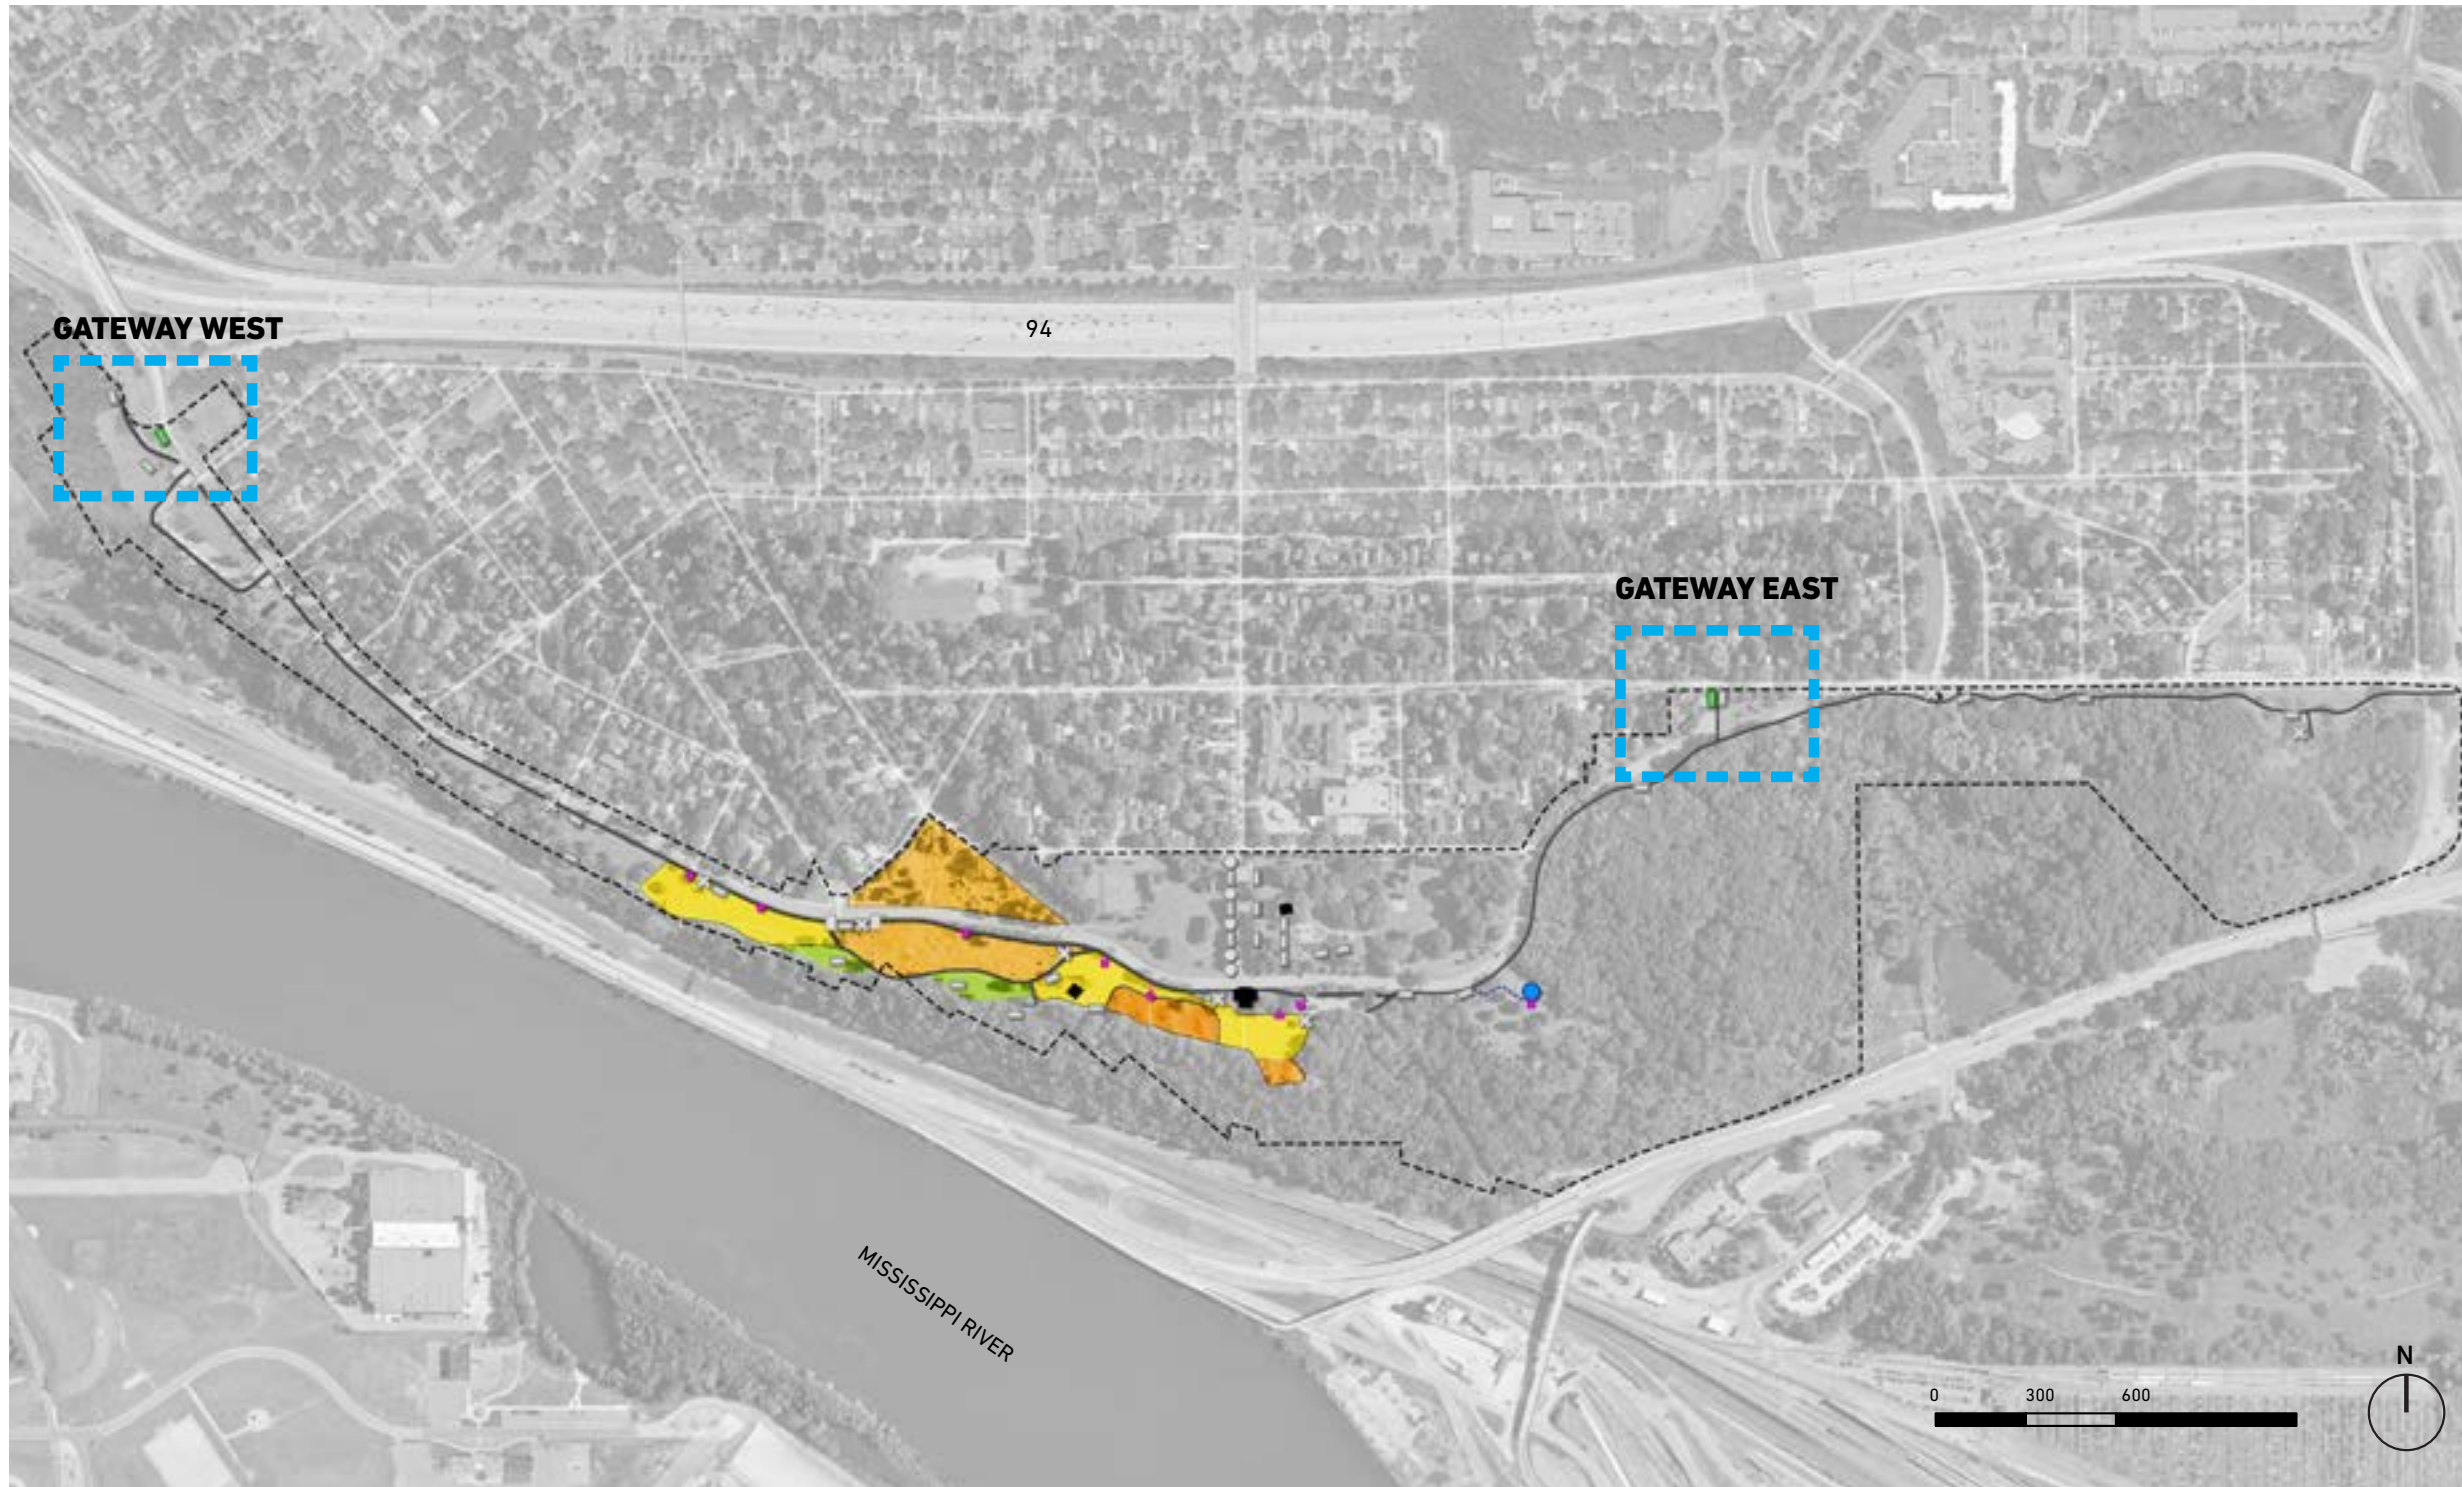 GATEWAY WEST
94
GATEWAY EAST
MISSISSIPPI RIVER
N
0 300 600